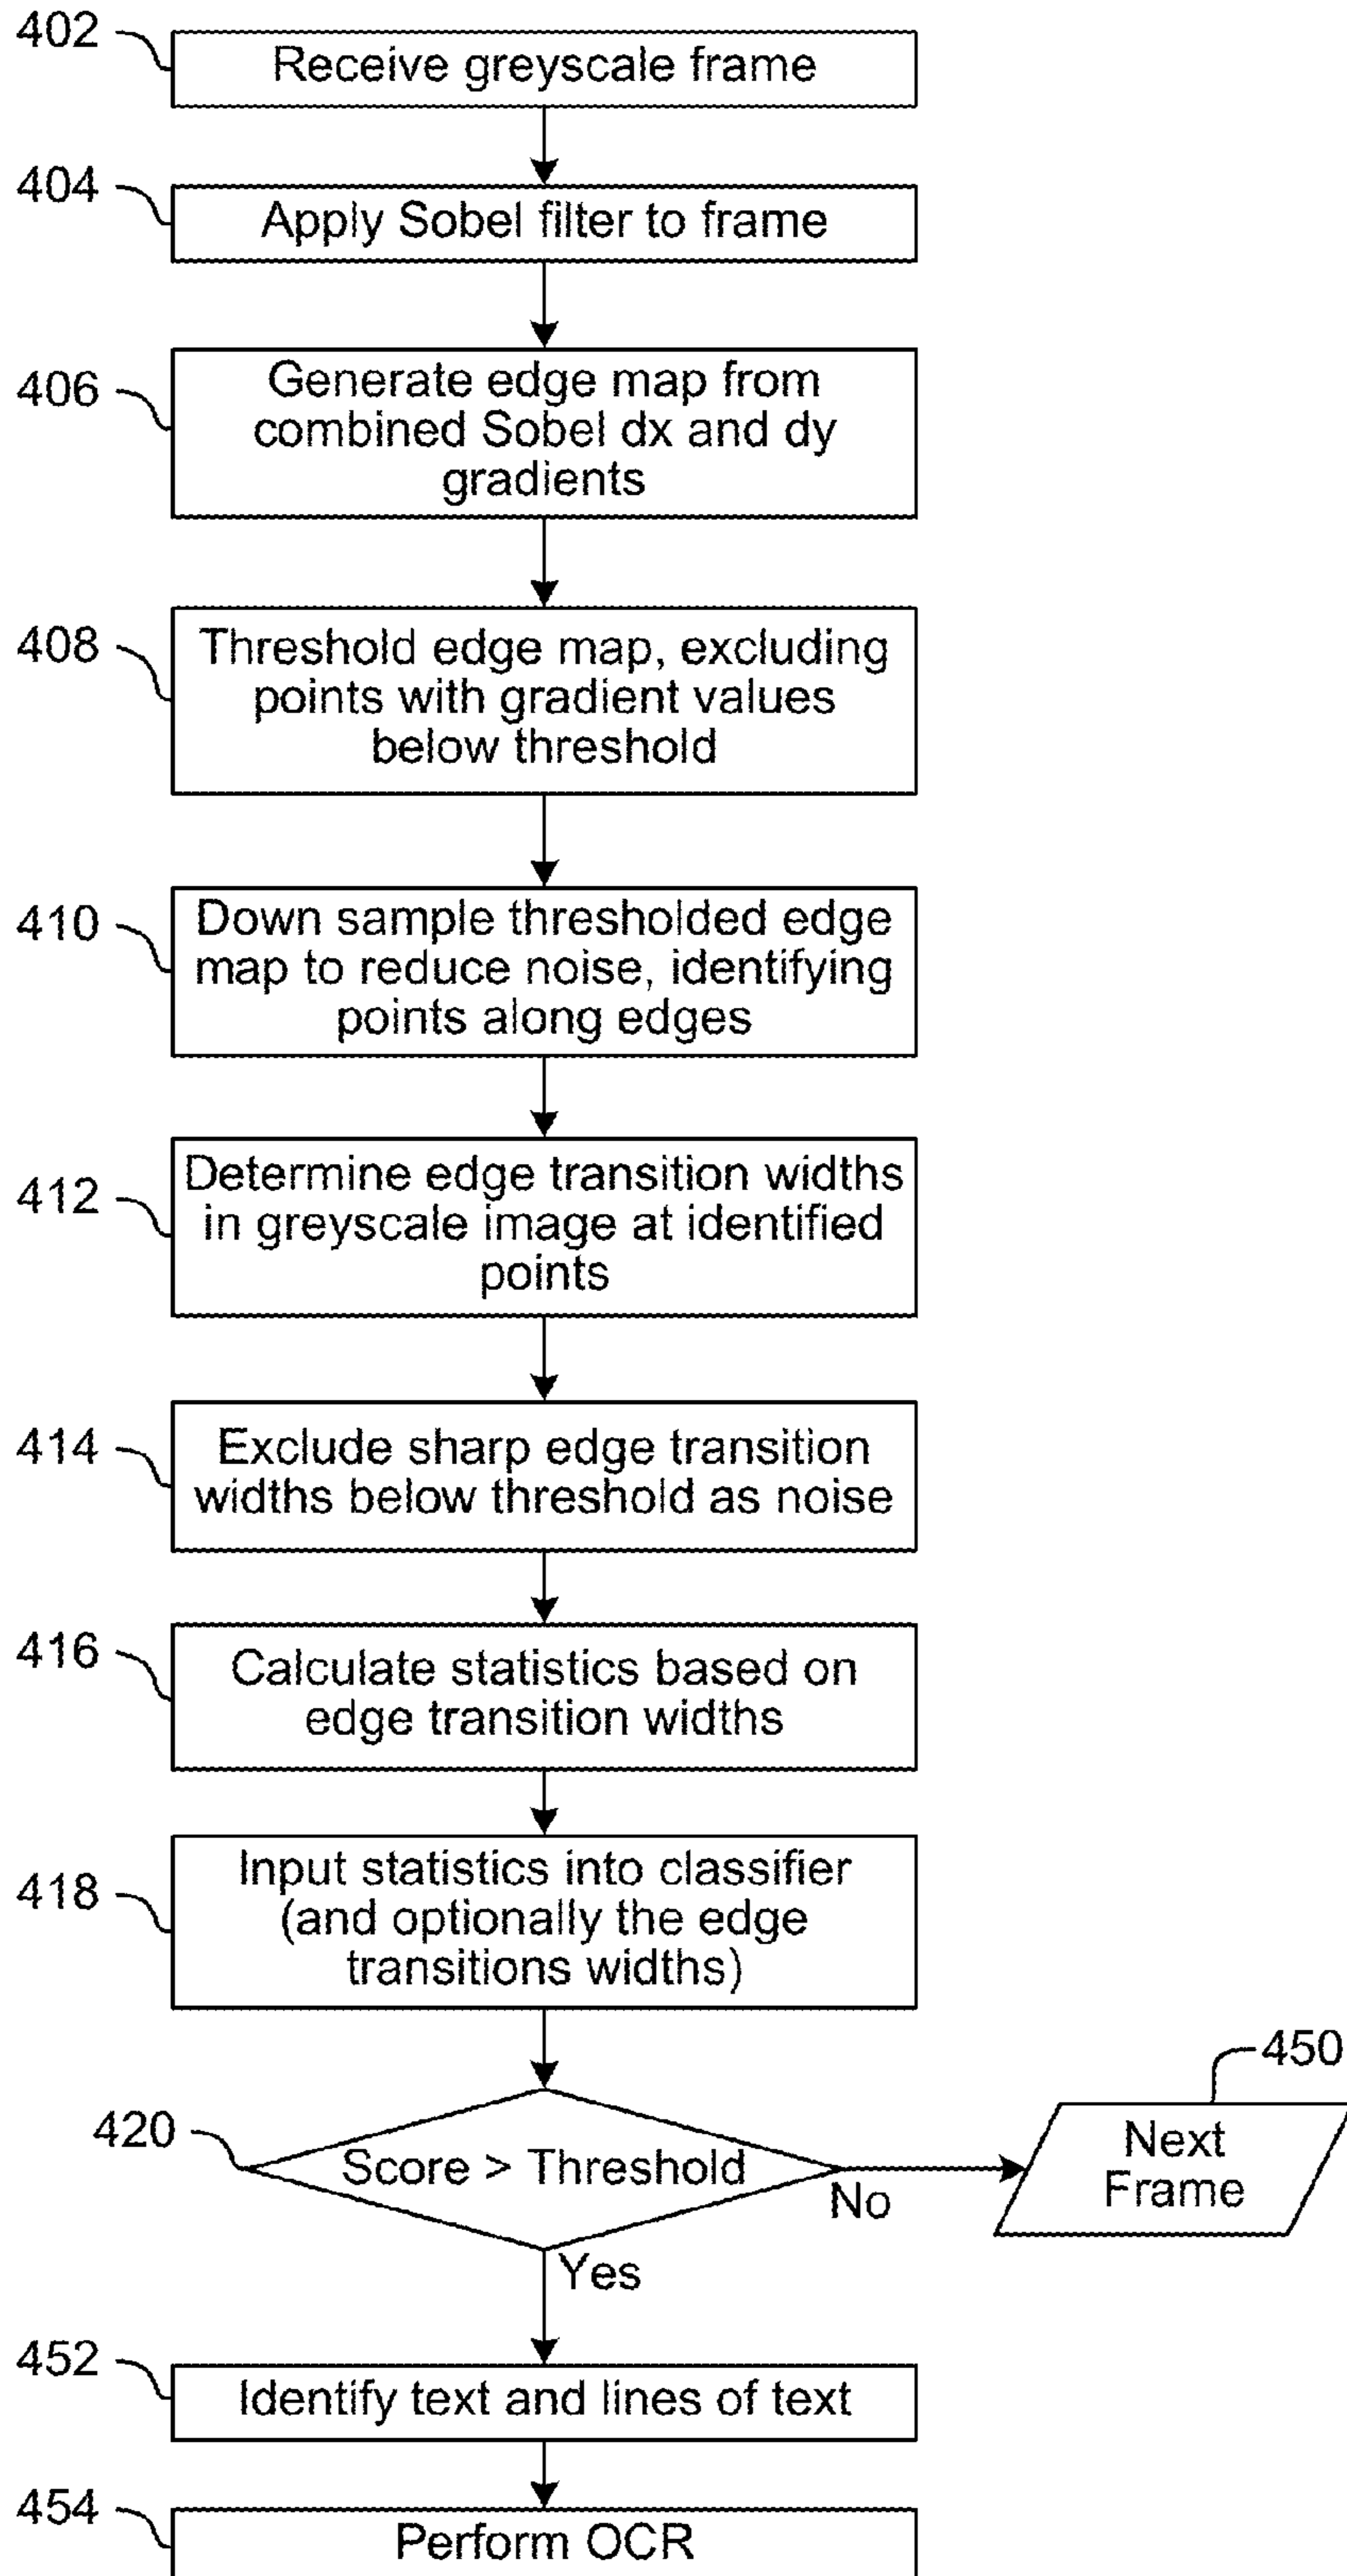 402
Receive greyscale frame
404
Apply Sobel filter to frame
406
Generate edge map from
combined Sobel dx and dy
gradients
408
Threshold edge map, excluding
points with gradient values
below threshold
410
Down sample thresholded edge
map to reduce noise, identifying
points along edges
412
Determine edge transition widths
in greyscale image at identified
points
414
Exclude sharp edge transition
widths below threshold as noise
416
Calculate statistics based on
edge transition widths
418
Input statistics into classifier
(and optionally the edge
transitions widths)
420
Score > Threshold
No
450
Next
Frame
Yes
452
Identify text and lines of text
454
Perform OCR